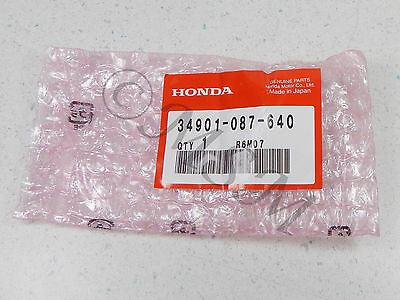 HONDA
GENUINE PARTS
Honda Motor Co., Ltd.
Made in Japan
34901-087-640
QTY 1 R6M07